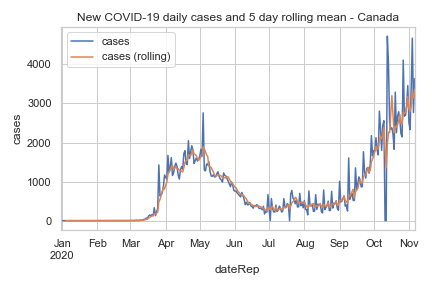 New COVID-19 daily cases and 5 day rolling mean - Canada
cases
cases (rolling)
4000
3000
2000
1000
0
cases
Jan Feb Mar Apr May Jun Jul Aug Sep Oct Nov
2020
dateRep